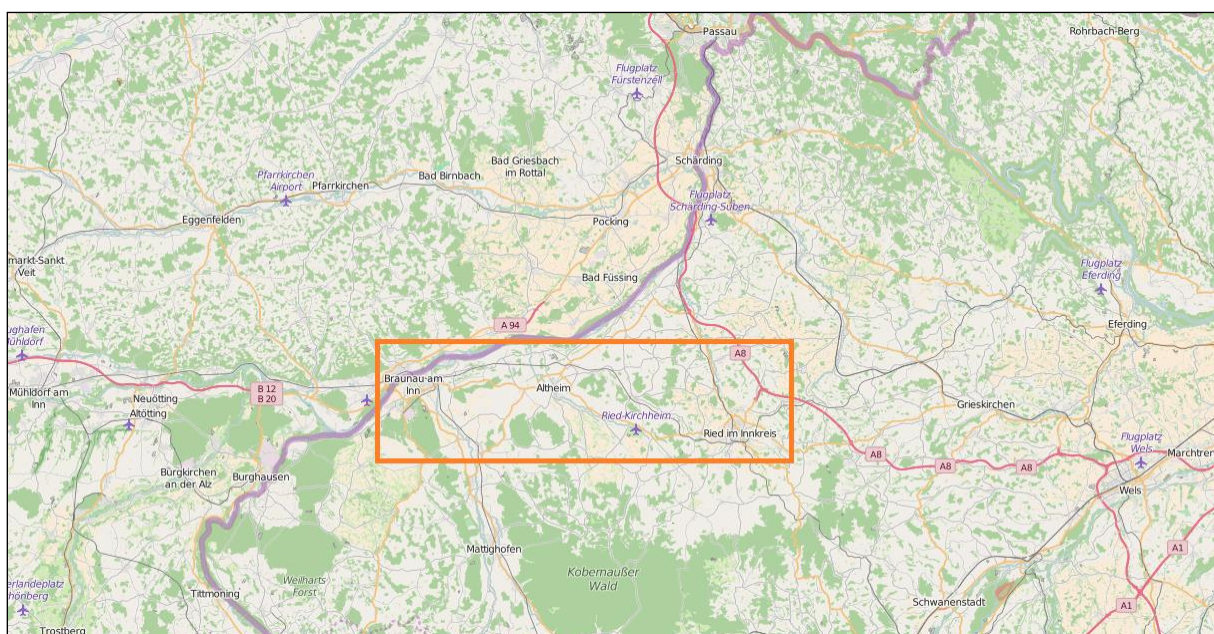 Passau
Rohrbach-Berg
Flugplatz
Fürstenzell
Bad Griesbach
im Rottal
Schärding
Pfarrkirchen
Airport
Pfarrkirchen
Bad Birnbach
Flugplatz
Schärding-Suben
Eggenfelden
Pocking
markt-Sankt
Veit
Bad Füssing
Flugplatz
Eferding
A 94
Eferding
ughafen
ühldorf
A8
Braunau am
Inn
Altheim
B 12
B 20
Mühldorf am
Inn
Neuötting
Altötting
Grieskirchen
Ried-Kirchheim
Ried im Innkreis
Flugplatz
Wels
Marchtren
A8
A8
A8
Burgkirchen
an der Alz
Burghausen
Wels
Mattighofen
A1
Kobernaußer
Wald
Weilharts
Forst
erlandeplatz
hönberg
Tittmoning
Schwanenstadt
A1
Trostberg